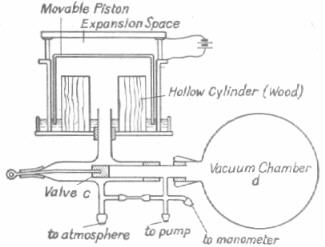 Movable Piston
Expansion Space
Hollow Cylinder (Wood)
Vacuum Chamber
d
Valve c
to atmosphere
to pump
to manometer